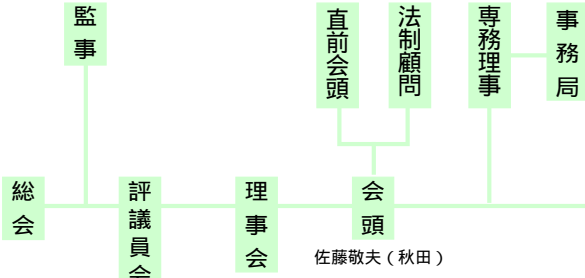 監事
直前会頭
法制顧問
専務理事
事務局
総会
評議員会
理事会
会頭
佐藤敬夫（秋田）